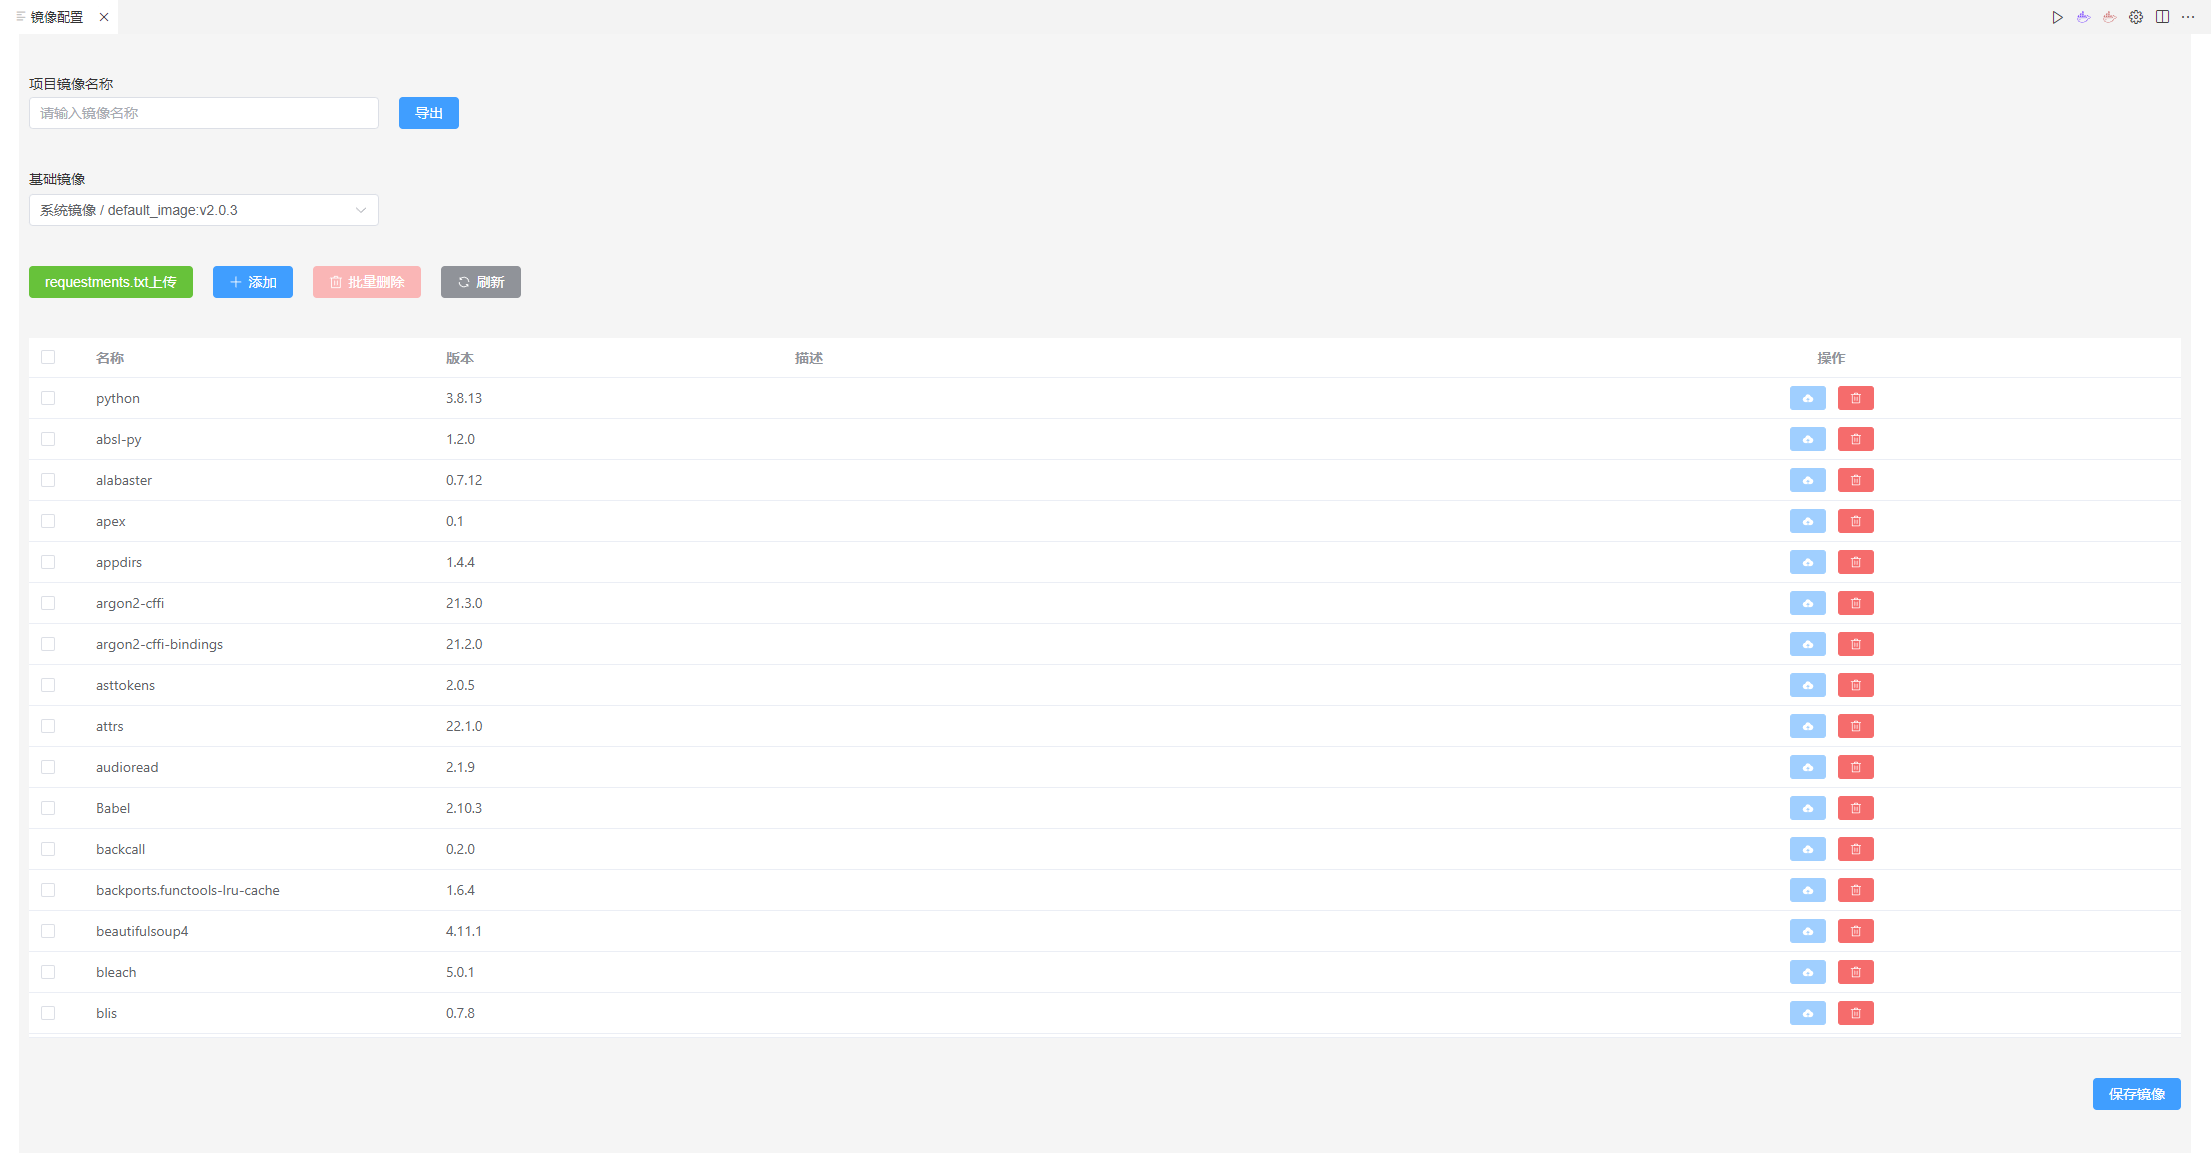 镜像配置
项目镜像名称
请输入镜像名称 导出
基础镜像
系统镜像 / default_image:v2.0.3
requestments.txt上传 添加 批量删除 刷新
名称 版本 描述 操作
python 3.8.13
absl-py 1.2.0
alabaster 0.7.12
apex 0.1
appdirs 1.4.4
argon2-cffi 21.3.0
argon2-cffi-bindings 21.2.0
asttokens 2.0.5
attrs 22.1.0
audioread 2.1.9
Babel 2.10.3
backcall 0.2.0
backports.functools-lru-cache 1.6.4
beautifulsoup4 4.11.1
bleach 5.0.1
blis 0.7.8
保存镜像